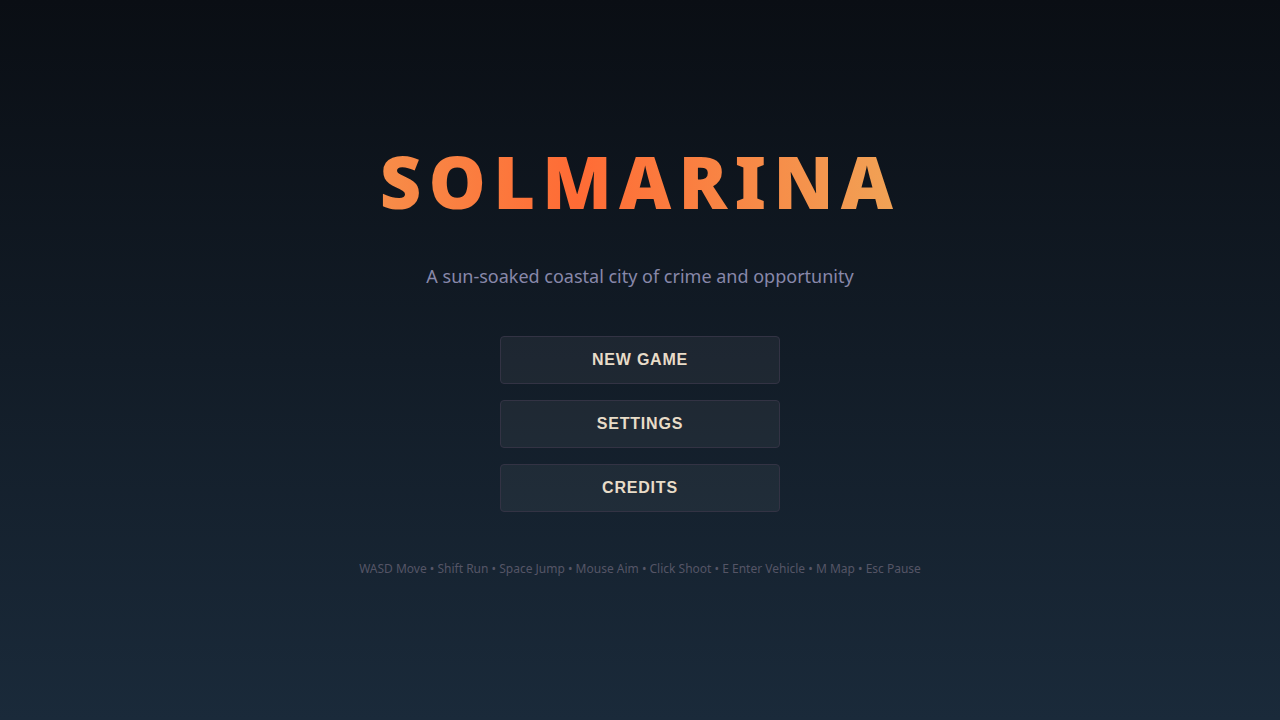 SOLMARINA
A sun-soaked coastal city of crime and opportunity
NEW GAME
SETTINGS
CREDITS
WASD Move • Shift Run • Space Jump • Mouse Aim • Click Shoot • E Enter Vehicle • M Map • Esc Pause